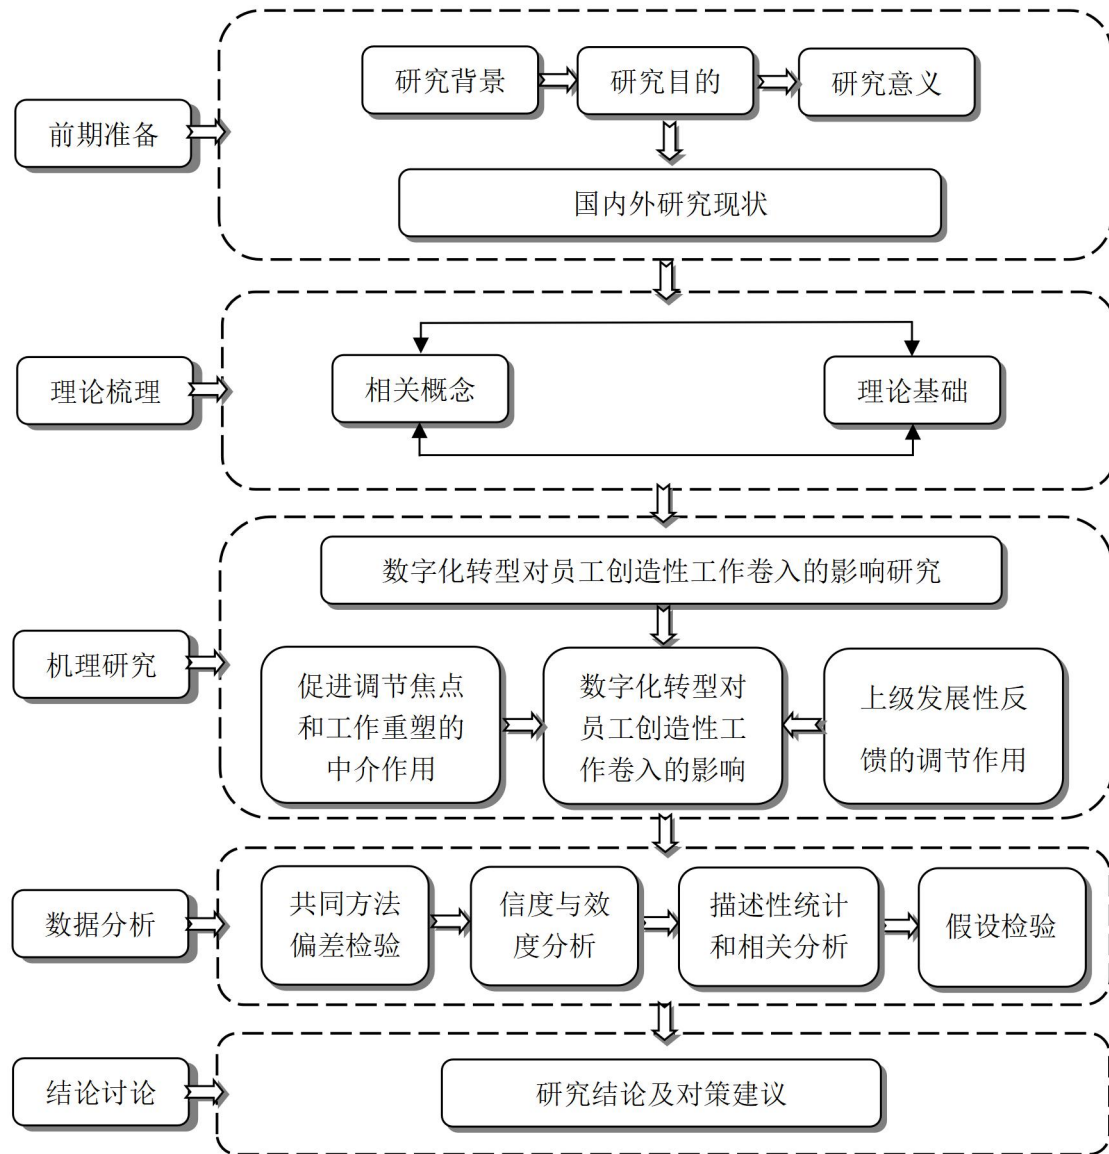 研究背景
研究目的
研究意义
前期准备
国内外研究现状
理论梳理
相关概念
理论基础
数字化转型对员工创造性工作卷入的影响研究
机理研究
促进调节焦点
和工作重塑的
中介作用
数字化转型对
员工创造性工
作卷入的影响
上级发展性反
馈的调节作用
数据分析
共同方法
偏差检验
信度与效
度分析
描述性统计
和相关分析
假设检验
结论讨论
研究结论及对策建议